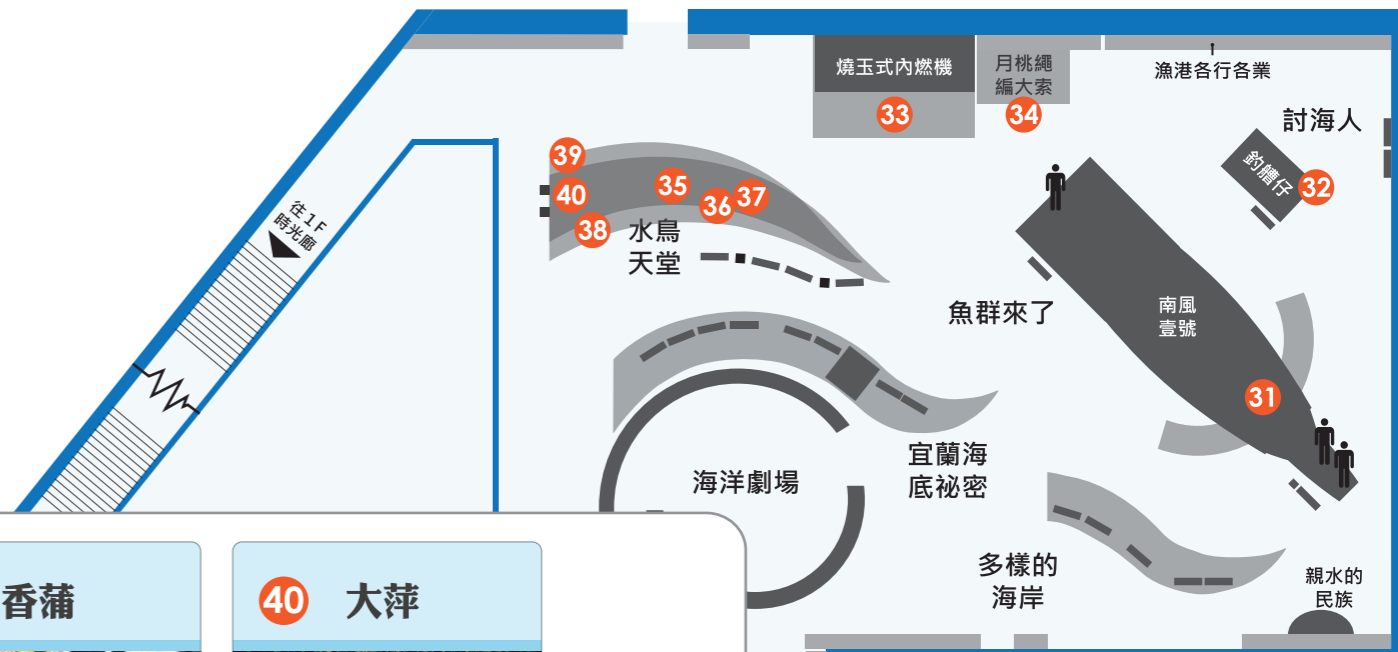 燒玉式內燃機
33
月桃繩
編大索
34
漁港各行各業
討海人
釣艚仔
32
39
40
35
36
37
38
水鳥
天堂
往1F
時光廊
魚群來了
南風
壹號
31
宜蘭海
底祕密
海洋劇場
多樣的
海岸
親水的
民族
香蒲
40 大萍